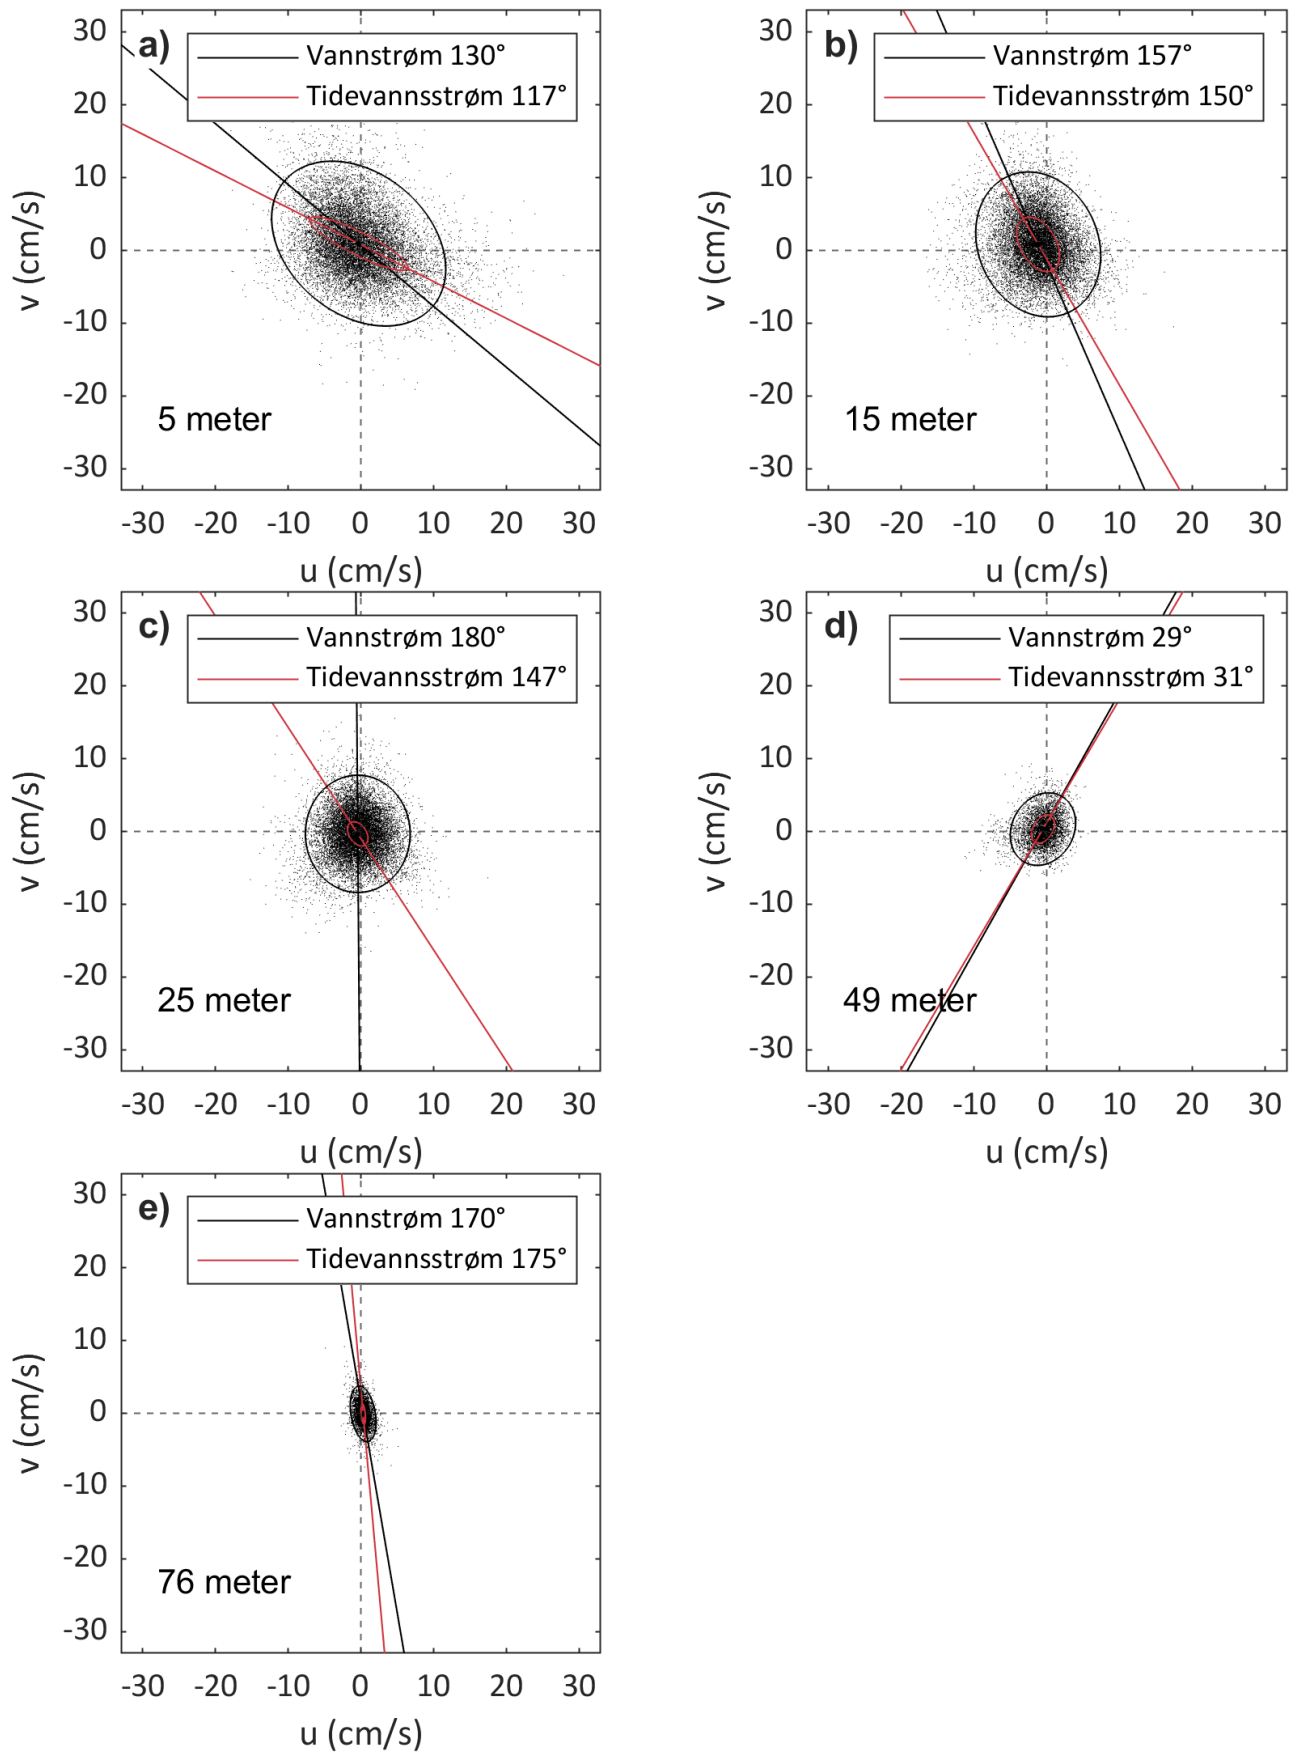 a)
Vannstrøm 130°
Tidevannsstrøm 117°
30
20
10
0
-10
-20
-30
v (cm/s)
5 meter
-30 -20 -10 0 10 20 30
u (cm/s)
b)
Vannstrøm 157°
Tidevannsstrøm 150°
30
20
10
0
-10
-20
-30
v (cm/s)
15 meter
-30 -20 -10 0 10 20 30
u (cm/s)
c)
Vannstrøm 180°
Tidevannsstrøm 147°
30
20
10
0
-10
-20
-30
v (cm/s)
25 meter
-30 -20 -10 0 10 20 30
u (cm/s)
d)
Vannstrøm 29°
Tidevannsstrøm 31°
30
20
10
0
-10
-20
-30
v (cm/s)
49 meter
-30 -20 -10 0 10 20 30
u (cm/s)
e)
Vannstrøm 170°
Tidevannsstrøm 175°
30
20
10
0
-10
-20
-30
v (cm/s)
76 meter
-30 -20 -10 0 10 20 30
u (cm/s)